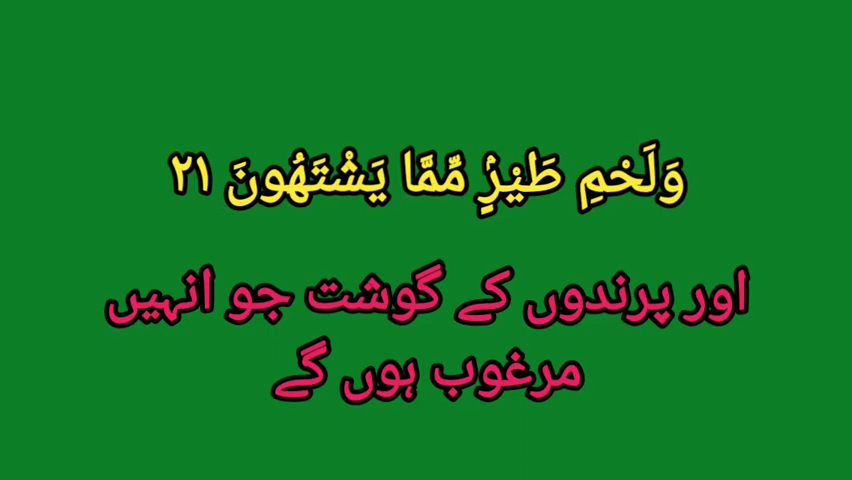 وَلَحْمِ طَيْرٍۢ مِّمَّا يَشْتَهُونَ ٢١
اور پرندوں کے گوشت جو انہیں
مرغوب ہوں گے